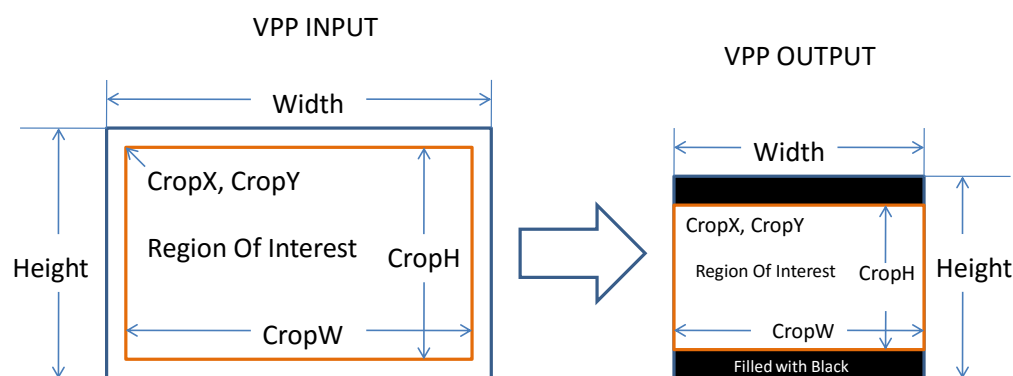 VPP INPUT
Width
CropX, CropY
Region Of Interest
Height
CropH
CropW
VPP OUTPUT
Width
CropX, CropY
Region Of Interest
CropH
Height
CropW
Filled with Black